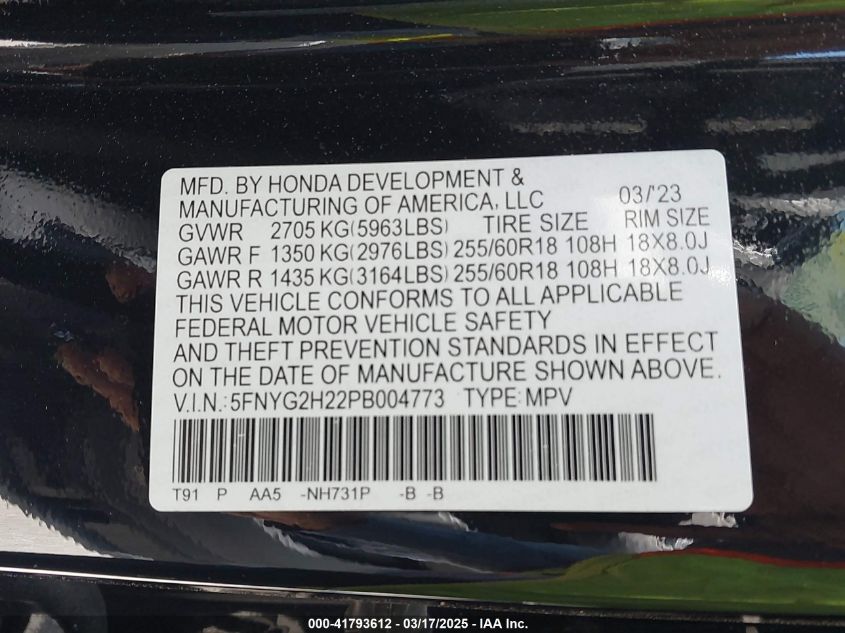 MFD. BY HONDA DEVELOPMENT &
MANUFACTURING OF AMERICA, LLC 03/'23
GVWR 2705 KG(5963LBS) TIRE SIZE RIM SIZE
GAWR F 1350 KG(2976LBS) 255/60R18 108H 18X8.0J
GAWR R 1435 KG(3164LBS) 255/60R18 108H 18X8.0J
THIS VEHICLE CONFORMS TO ALL APPLICABLE
FEDERAL MOTOR VEHICLE SAFETY
AND THEFT PREVENTION STANDARDS IN EFFECT
ON THE DATE OF MANUFACTURE SHOWN ABOVE.
V.I.N.: 5FNYG2H22PB004773 TYPE: MPV
T91 P AA5 -NH731P -B -B
000-41793612 - 03/17/2025 - IAA Inc.